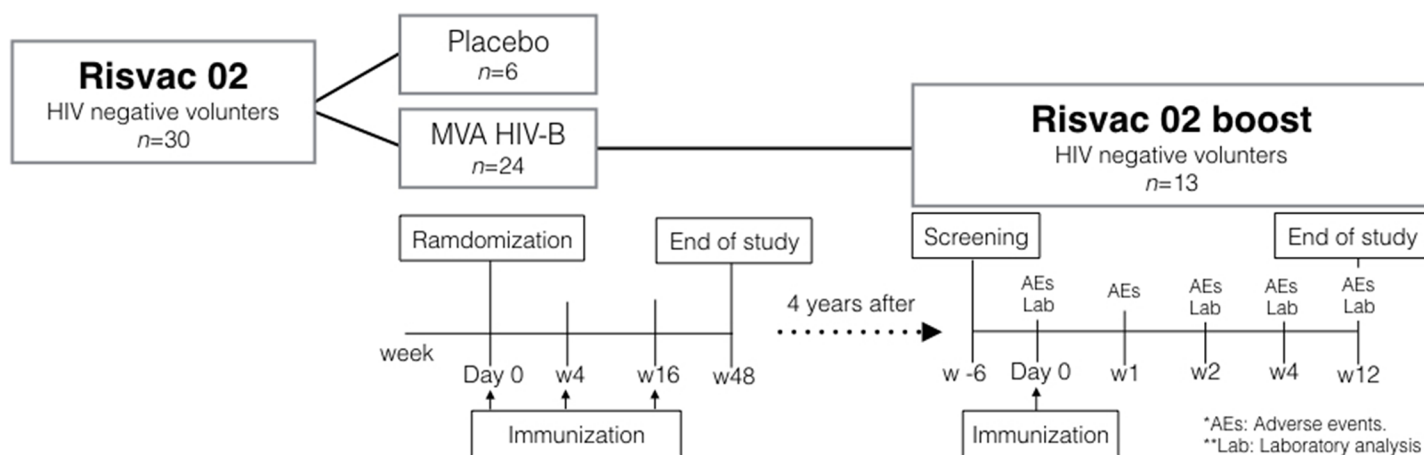 Risvac 02
HIV negative volunters
n=30
Placebo
n=6
MVA HIV-B
n=24
Risvac 02 boost
HIV negative volunters
n=13
Ramdomization
End of study
week
Day 0
w4
w16
w48
Immunization
4 years after
Screening
End of study
AEs
Lab
AEs
AEs
Lab
AEs
Lab
AEs
Lab
w -6
Day 0
w1
w2
w4
w12
Immunization
*AEs: Adverse events.
**Lab: Laboratory analysis